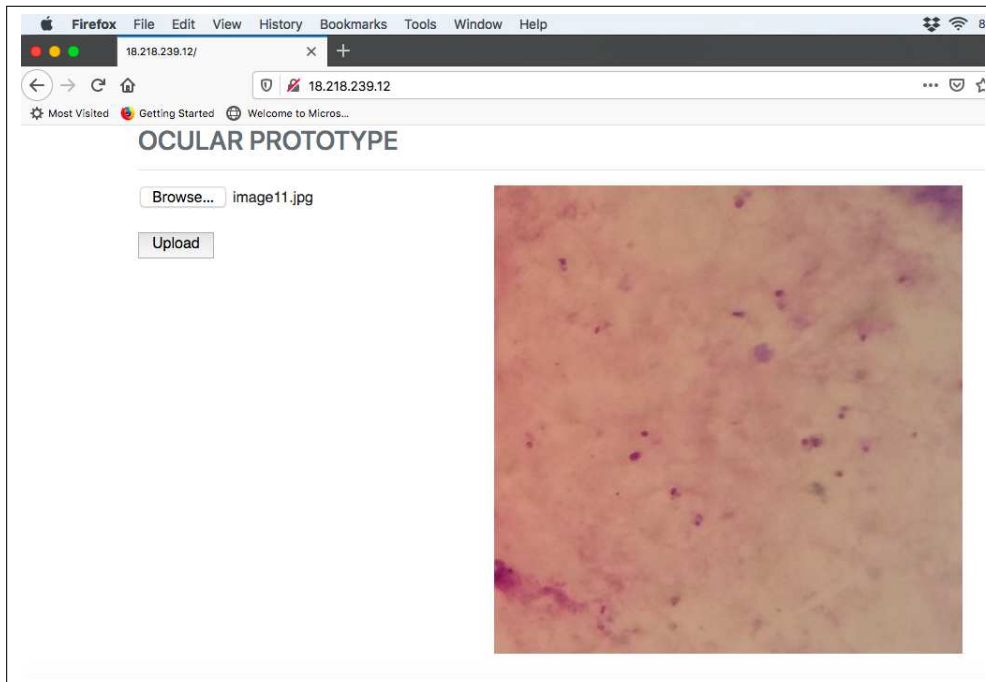 Firefox File Edit View History Bookmarks Tools Window Help 8
18.218.239.12/
18.218.239.12
Most Visited Getting Started Welcome to Micros...
OCULAR PROTOTYPE
Browse... image11.jpg
Upload